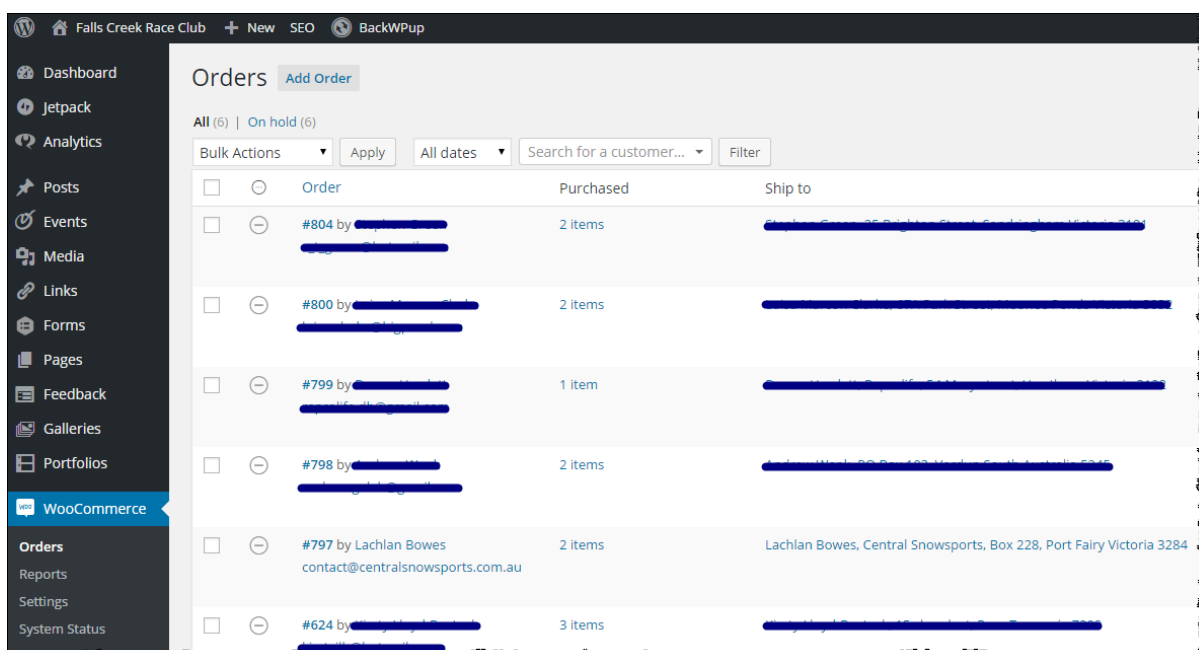 Falls Creek Race Club + New SEO BackWPup
Dashboard
Jetpack
Analytics
Posts
Events
Media
Links
Forms
Pages
Feedback
Galleries
Portfolios
WooCommerce
Orders
Reports
Settings
System Status
Orders Add Order
All (6) | On hold (6)
Bulk Actions Apply All dates Search for a customer... Filter
Order Purchased Ship to
#804 by 2 items
#800 by 2 items
#799 by 1 item
#798 by 2 items
#797 by Lachlan Bowes 2 items Lachlan Bowes, Central Snowsports, Box 228, Port Fairy Victoria 3284
contact@centralsnowsports.com.au
#624 by 3 items